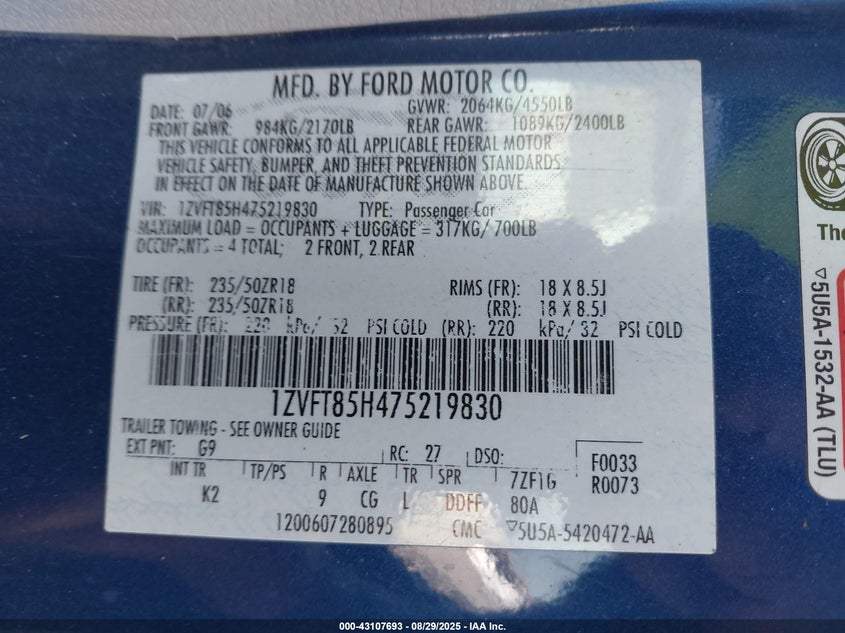 MFD. BY FORD MOTOR CO.
DATE: 07/06 GVWR: 2064KG/4550LB
FRONT GAWR: 984KG/2170LB REAR GAWR: 1089KG/2400LB
THIS VEHICLE CONFORMS TO ALL APPLICABLE FEDERAL MOTOR
VEHICLE SAFETY, BUMPER, AND THEFT PREVENTION STANDARDS
IN EFFECT ON THE DATE OF MANUFACTURE SHOWN ABOVE.
VIN: 1ZVFT85H475219830 TYPE: Passenger Car
MAXIMUM LOAD = OCCUPANTS + LUGGAGE = 317KG/ 700LB
OCCUPANTS = 4 TOTAL; 2 FRONT, 2 REAR
TIRE (FR): 235/50ZR18 RIMS (FR): 18 X 8.5J
(RR): 235/50ZR18 (RR): 18 X 8.5J
PRESSURE (FR): 220 kPa/ 32 PSI COLD (RR): 220 kPa/ 32 PSI COLD
1ZVFT85H475219830
TRAILER TOWING - SEE OWNER GUIDE
EXT PNT: G9 RC: 27 DSO: F0033
INT TR TP/PS R AXLE TR SPR 7ZF1G R0073
K2 9 CG L DDFF 80A
1200607280895 CMC ▽5U5A-5420472-AA
The
▽5U5A-1532-AA (TLU)
000-43107693 - 08/29/2025 - IAA Inc.